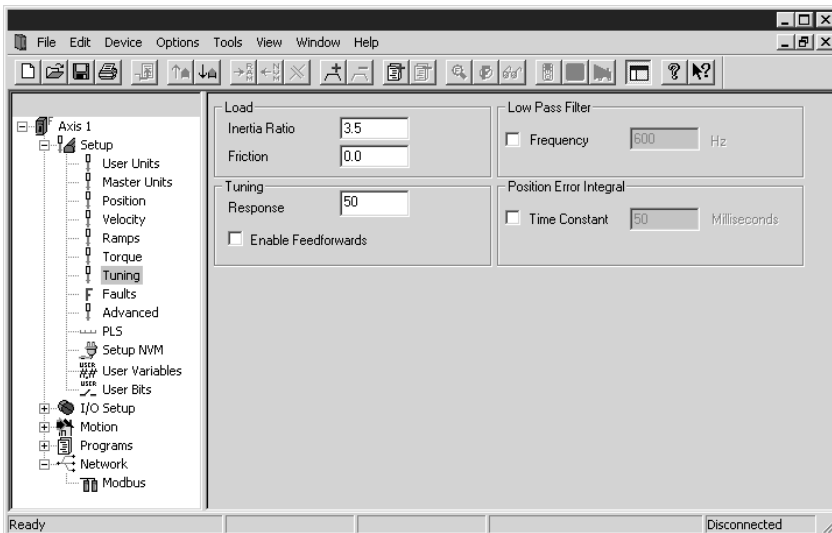 File Edit Device Options Tools View Window Help
Axis 1
Setup
User Units
Master Units
Position
Velocity
Ramps
Torque
Tuning
F Faults
Advanced
PLS
Setup NVM
USER #.# User Variables
USER User Bits
I/O Setup
Motion
Programs
Network
Modbus
Load
Inertia Ratio 3.5
Friction 0.0
Tuning
Response 50
Enable Feedforwards
Low Pass Filter
Frequency 600 Hz
Position Error Integral
Time Constant 50 Milliseconds
Ready Disconnected